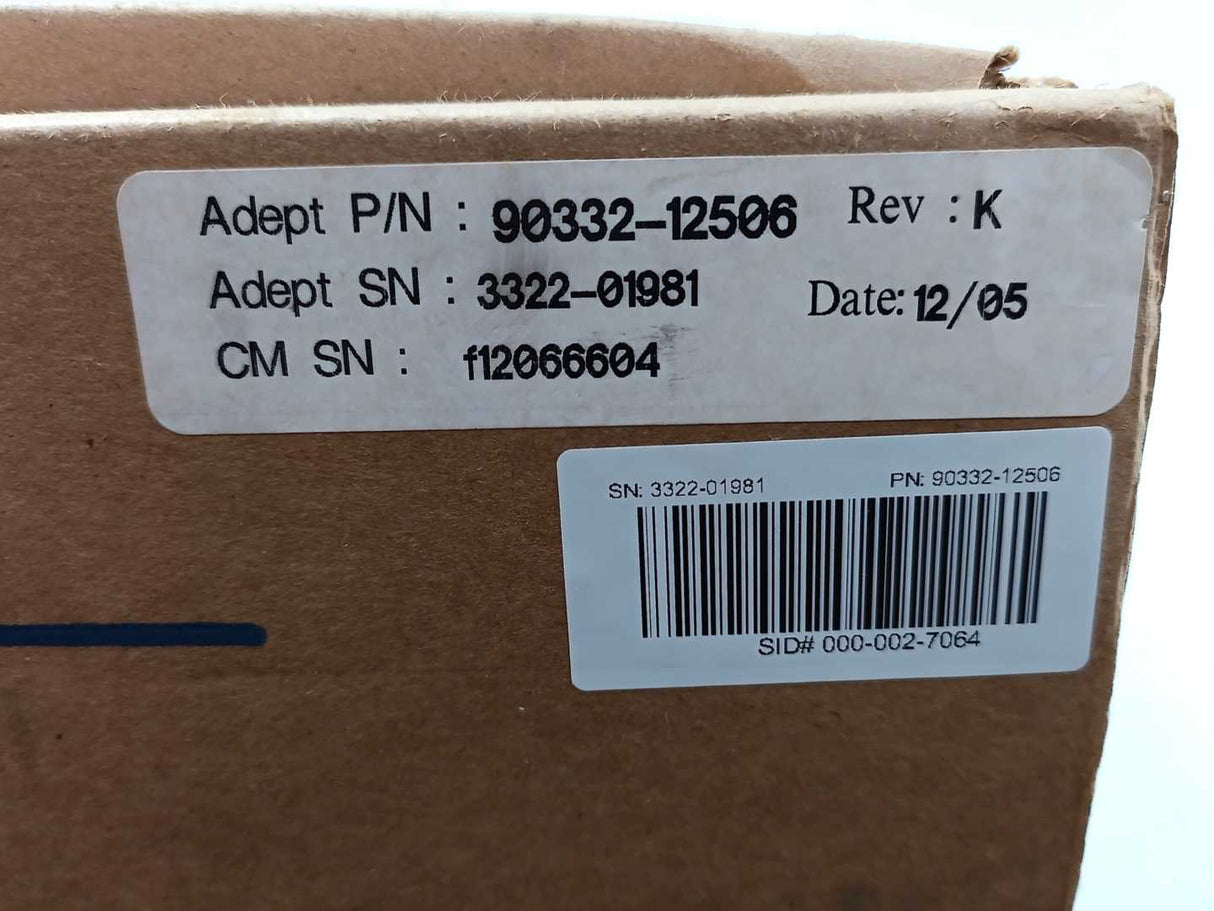 Adept P/N : 90332-12506 Rev : K
Adept SN : 3322-01981 Date: 12/05
CM SN : f12066604
SN: 3322-01981 PN: 90332-12506
SID# 000-002-7064